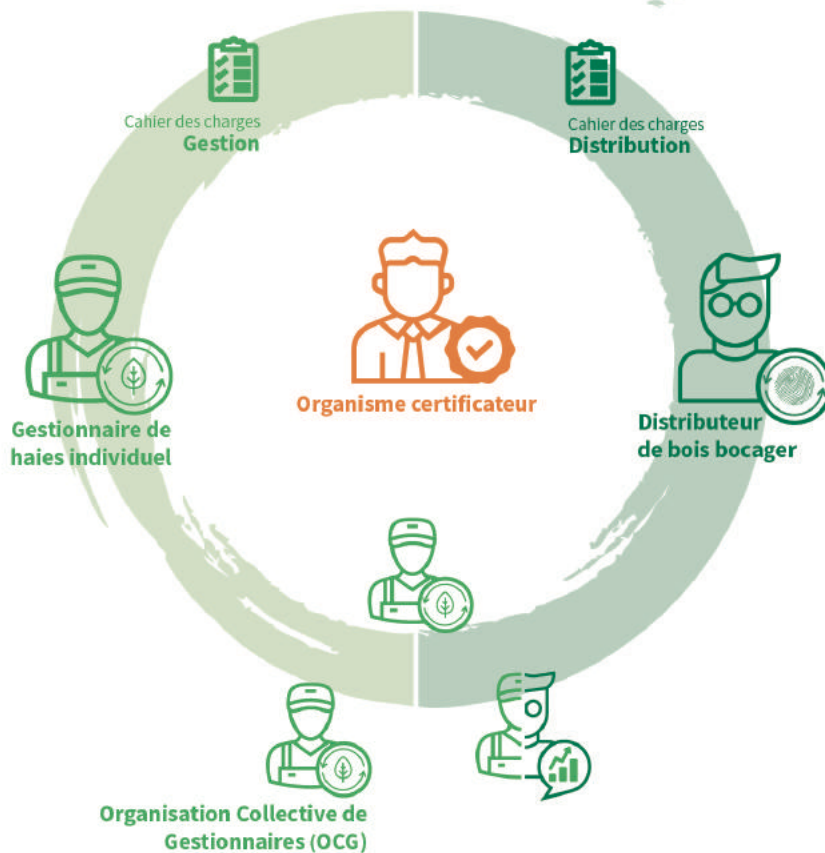 Cahier des charges
Gestion
Cahier des charges
Distribution
Organisme certificateur
Gestionnaire de
haies individuel
Distributeur
de bois bocager
Organisation Collective de
Gestionnaires (OCG)